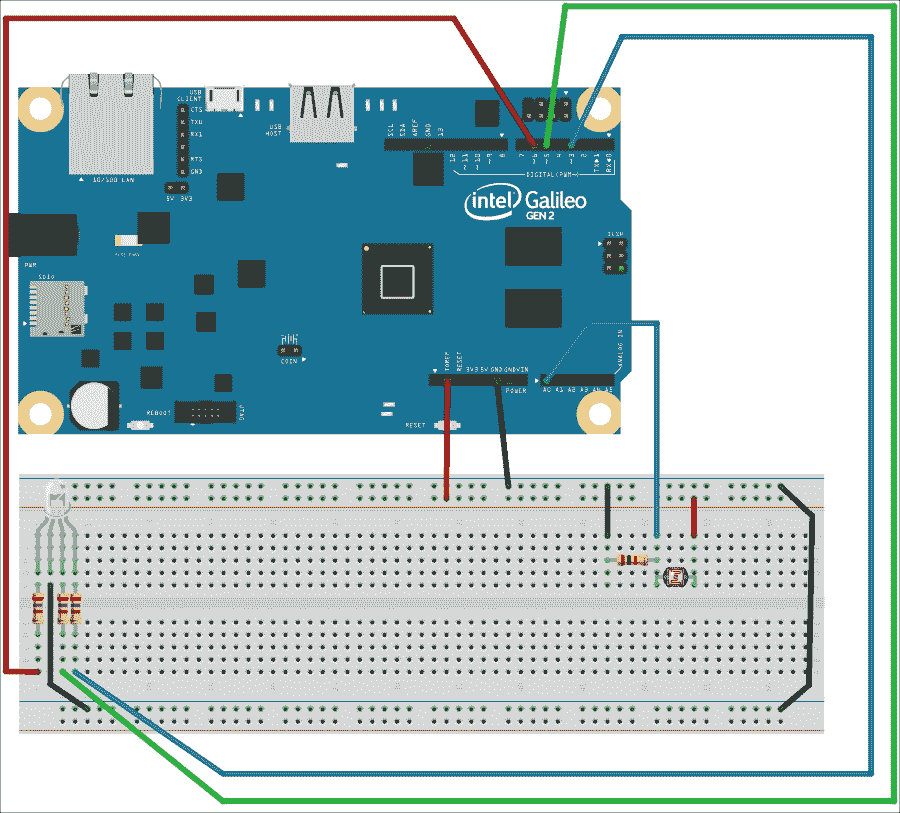 USB
CLIENT
CTS
TXO
RX1
RTS
GND
5V 3V3
10/100 LAN
USB
HOST
SCL
SDA
AREF
GND
13
12
~11
~10
~9
8
7
~6
~5
~3
2
TX▶1
RX◀0
DIGITAL (PWM~)
intel Galileo
GEN 2
ICSP
PWR
SDIO
COIN
IOREF
RESET
3V3 5V GND GND VIN
POWER
A0 A1 A2 A3 A4 A5
ANALOG IN
REBOOT
JTAG
RESET